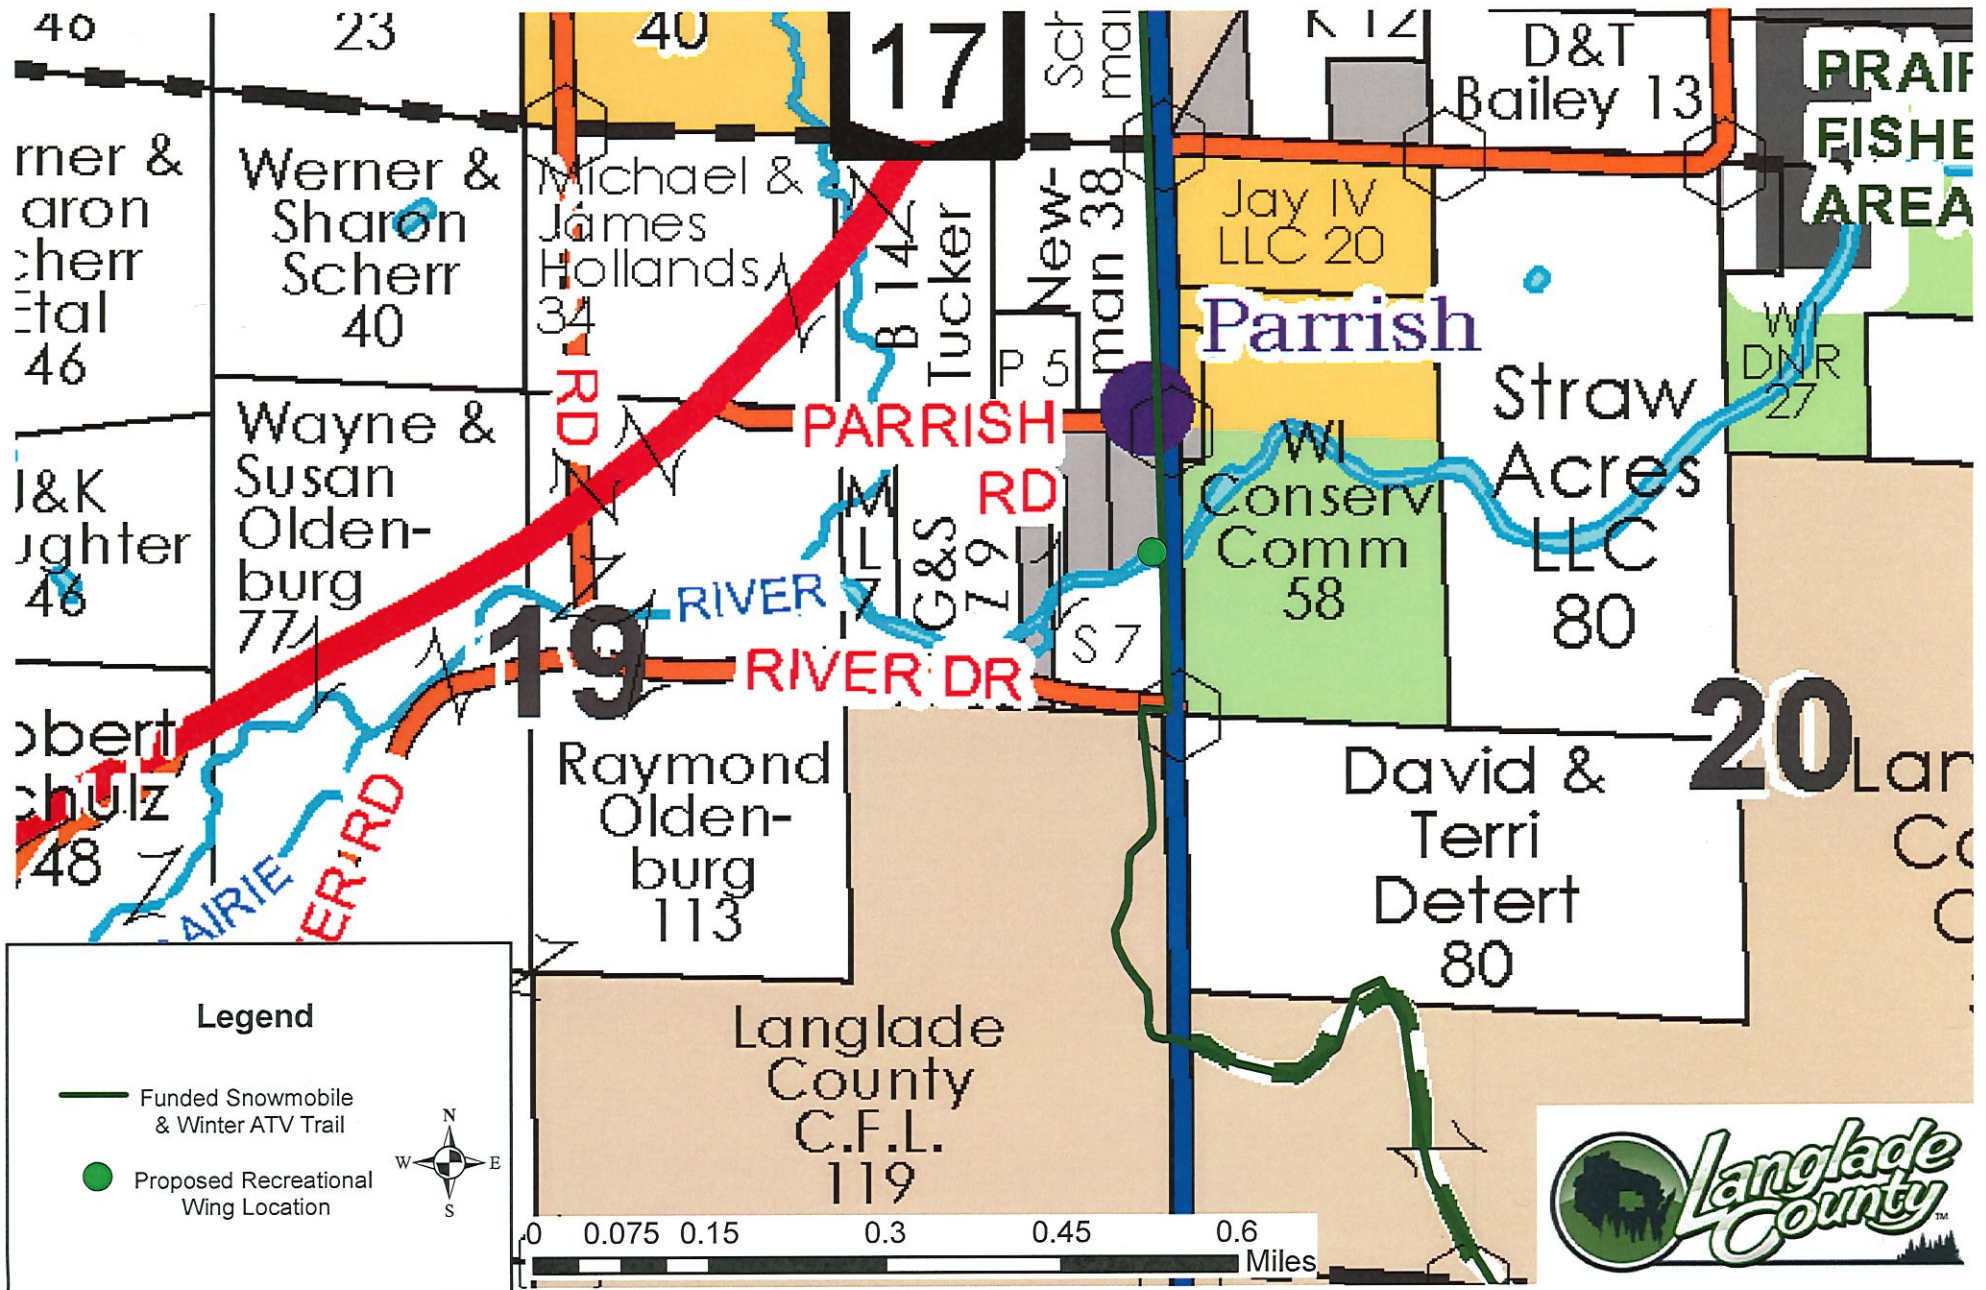 46
23
40
17
K 12
D&T
Bailey 13
PRAIR
FISHE
AREA
rner &
aron
cherr
Etal
46
Werner &
Sharon
Scherr
40
Michael &
James
Hollands
34
B 14
Tucker
New-
man 38
P 5
Jay IV
LLC 20
Parrish
WI
DNR
27
Straw
Acres
LLC
80
J&K
ughter
46
Wayne &
Susan
Olden-
burg
77
RD
PARRISH
RD
M
L
7
G&S
Z 9
S 7
WI
Conserv
Comm
58
RIVER
19
RIVER DR
20
obert
chulz
48
AIRIE
ER RD
Raymond
Olden-
burg
113
David &
Terri
Detert
80
Lan
Co
C
Langlade
County
C.F.L.
119
Legend
Funded Snowmobile
& Winter ATV Trail
Proposed Recreational
Wing Location
N
W E
S
0 0.075 0.15 0.3 0.45 0.6
Miles
Langlade
County
TM